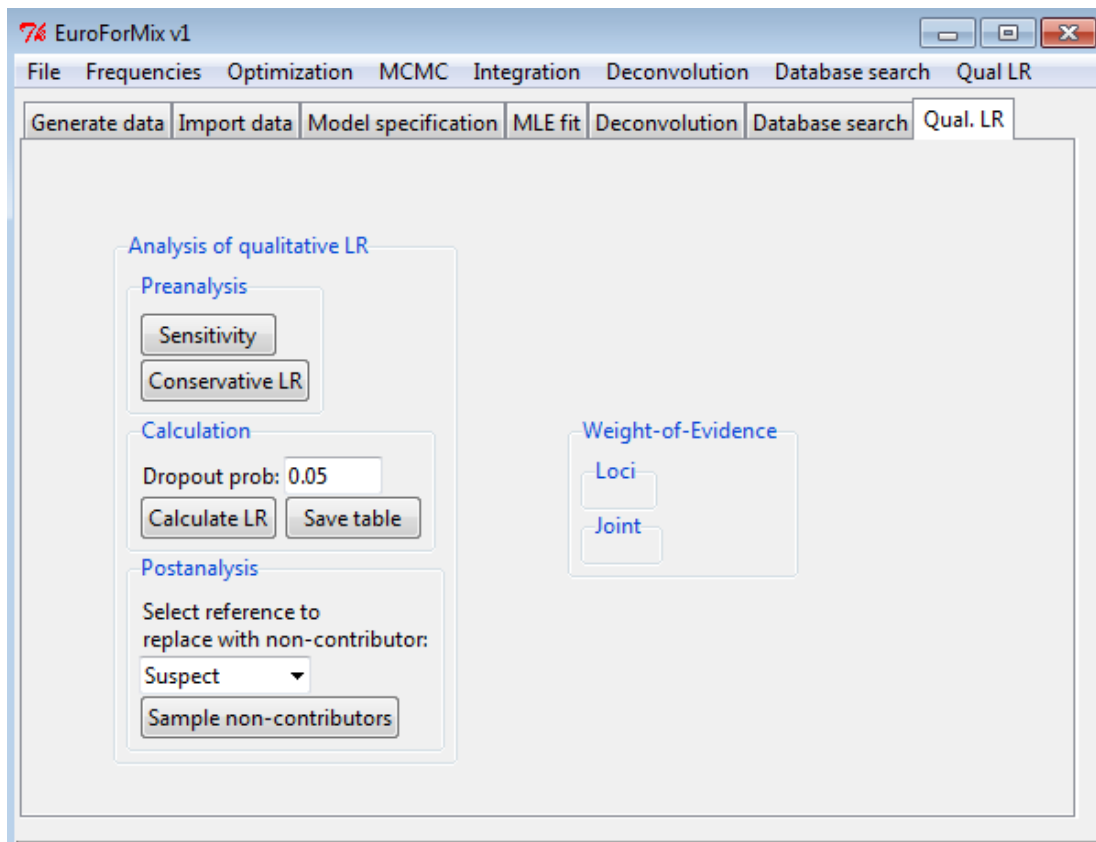 EuroForMix v1
File Frequencies Optimization MCMC Integration Deconvolution Database search Qual LR
Generate data Import data Model specification MLE fit Deconvolution Database search Qual. LR
Analysis of qualitative LR
Preanalysis
Sensitivity
Conservative LR
Calculation
Dropout prob: 0.05
Calculate LR Save table
Postanalysis
Select reference to
replace with non-contributor:
Suspect
Sample non-contributors
Weight-of-Evidence
Loci
Joint